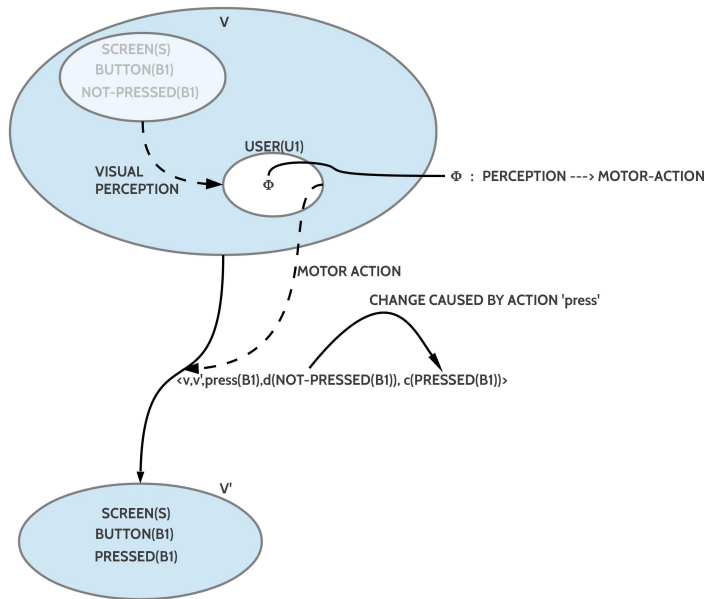 V
SCREEN(S)
BUTTON(B1)
NOT-PRESSED(B1)
USER(U1)
VISUAL
PERCEPTION
Φ
Φ : PERCEPTION ---> MOTOR-ACTION
MOTOR ACTION
CHANGE CAUSED BY ACTION 'press'
<v,v',press(B1),d(NOT-PRESSED(B1)), c(PRESSED(B1))>
V'
SCREEN(S)
BUTTON(B1)
PRESSED(B1)